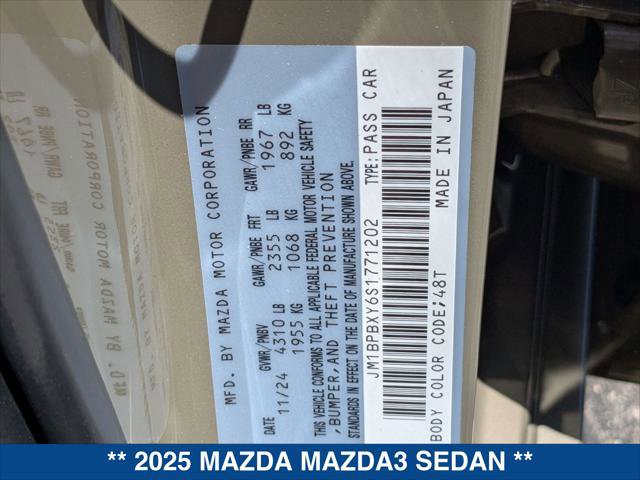 MFD. BY MAZDA MOTOR CORPORATION
DATE GVWR/PNBV GAWR/PNBE FRT GAWR/PNBE RR
11/24 4310 LB 2355 LB 1967 LB
1955 KG 1068 KG 892 KG
THIS VEHICLE CONFORMS TO ALL APPLICABLE FEDERAL MOTOR VEHICLE SAFETY
,BUMPER,AND THEFT PREVENTION
STANDARDS IN EFFECT ON THE DATE OF MANUFACTURE SHOWN ABOVE.
JM1BPBXY6S1771202 TYPE:PASS CAR
BODY COLOR CODE;48T MADE IN JAPAN
** 2025 MAZDA MAZDA3 SEDAN **